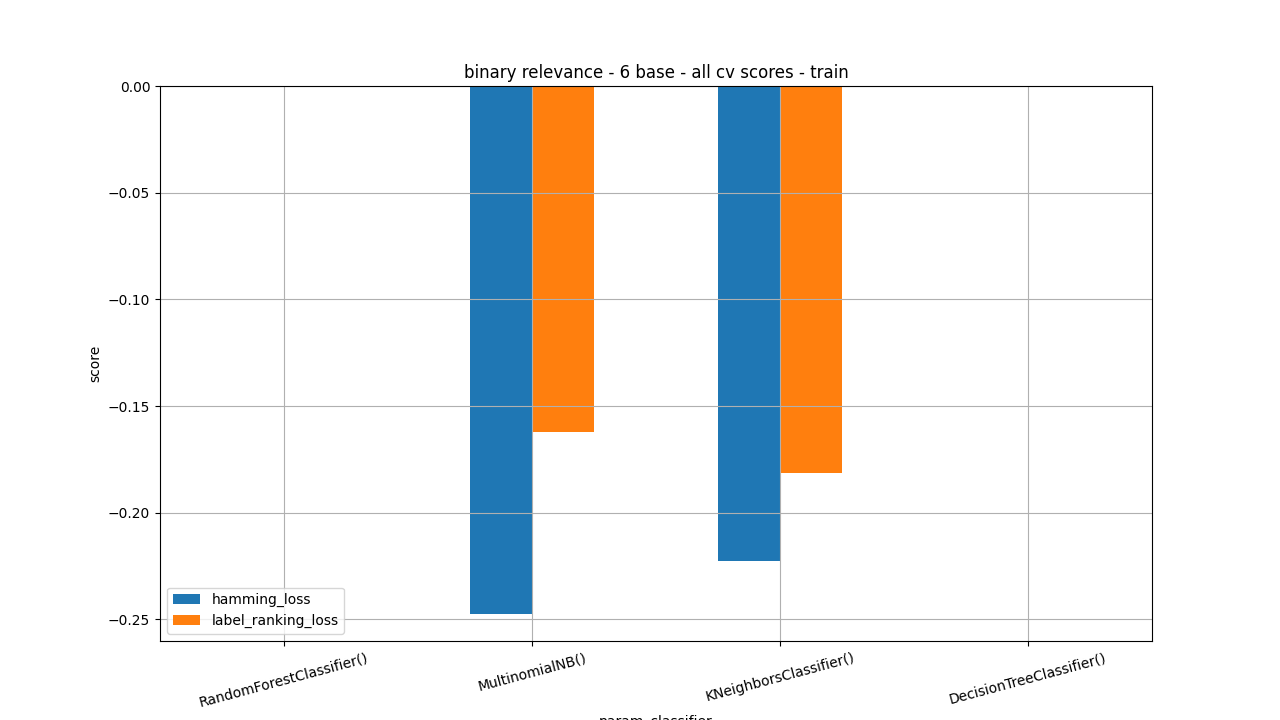 binary relevance - 6 base - all cv scores - train
0.00
−0.05
−0.10
−0.15
−0.20
−0.25
score
hamming_loss
label_ranking_loss
RandomForestClassifier()
MultinomialNB()
KNeighborsClassifier()
DecisionTreeClassifier()
param_classifier